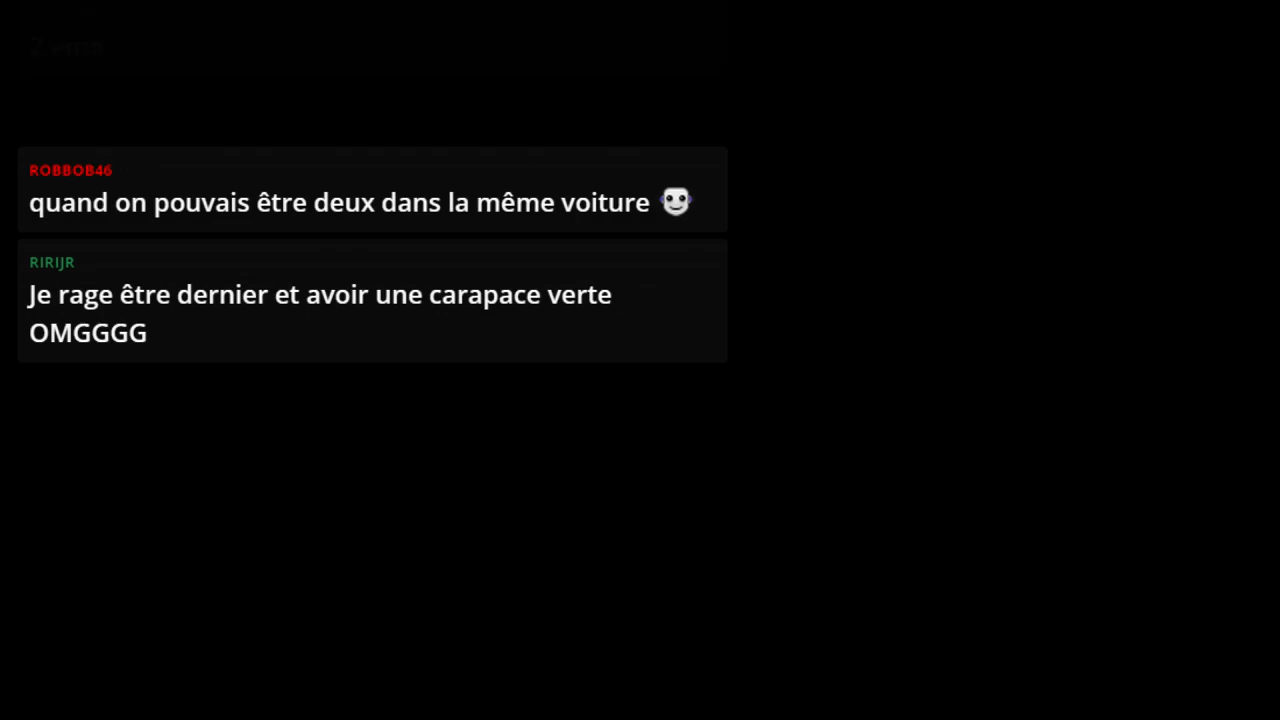 ROBBOB46
quand on pouvais être deux dans la même voiture
RIRIJR
Je rage être dernier et avoir une carapace verte
OMGGGG